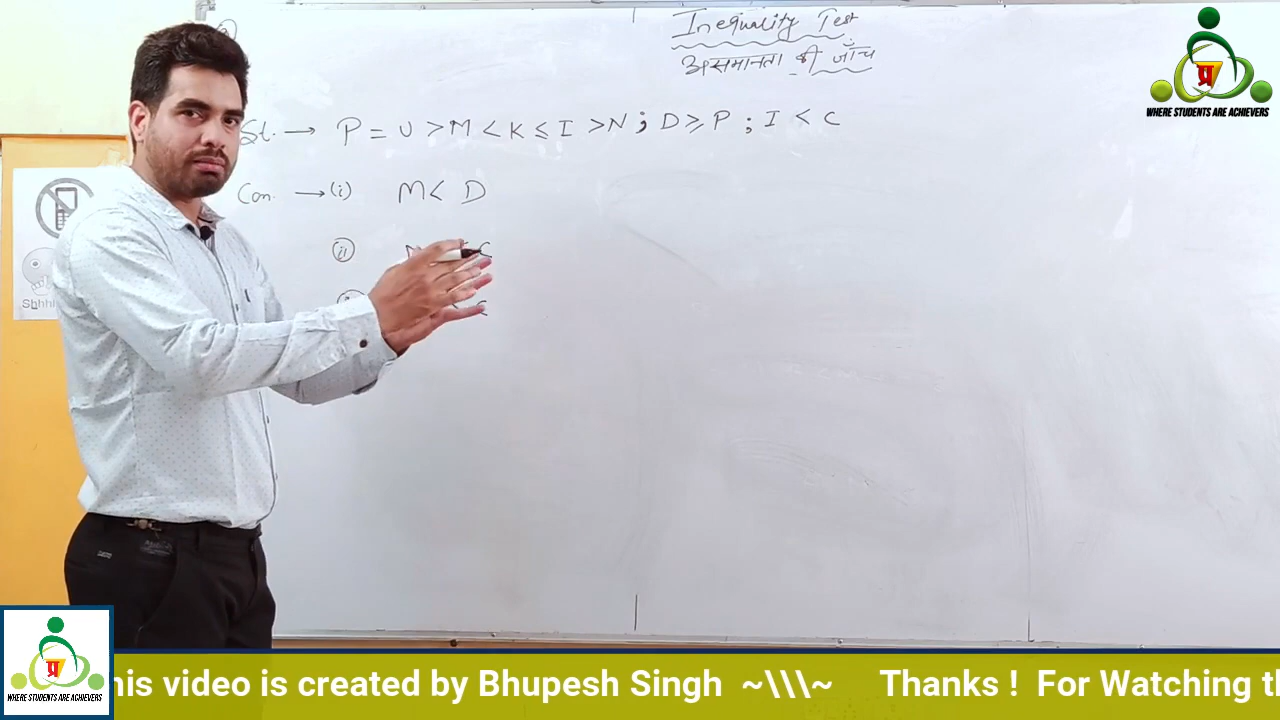 Inequality Test
असमानता की जाँच
St. → P = U > M < K ≤ I > N ; D ≥ P ; I < C
Con. → (i) M < D
(ii)
Shhh
प्र
WHERE STUDENTS ARE ACHIEVERS
प्र
WHERE STUDENTS ARE ACHIEVERS
his video is created by Bhupesh Singh ~\\\~ Thanks ! For Watching th